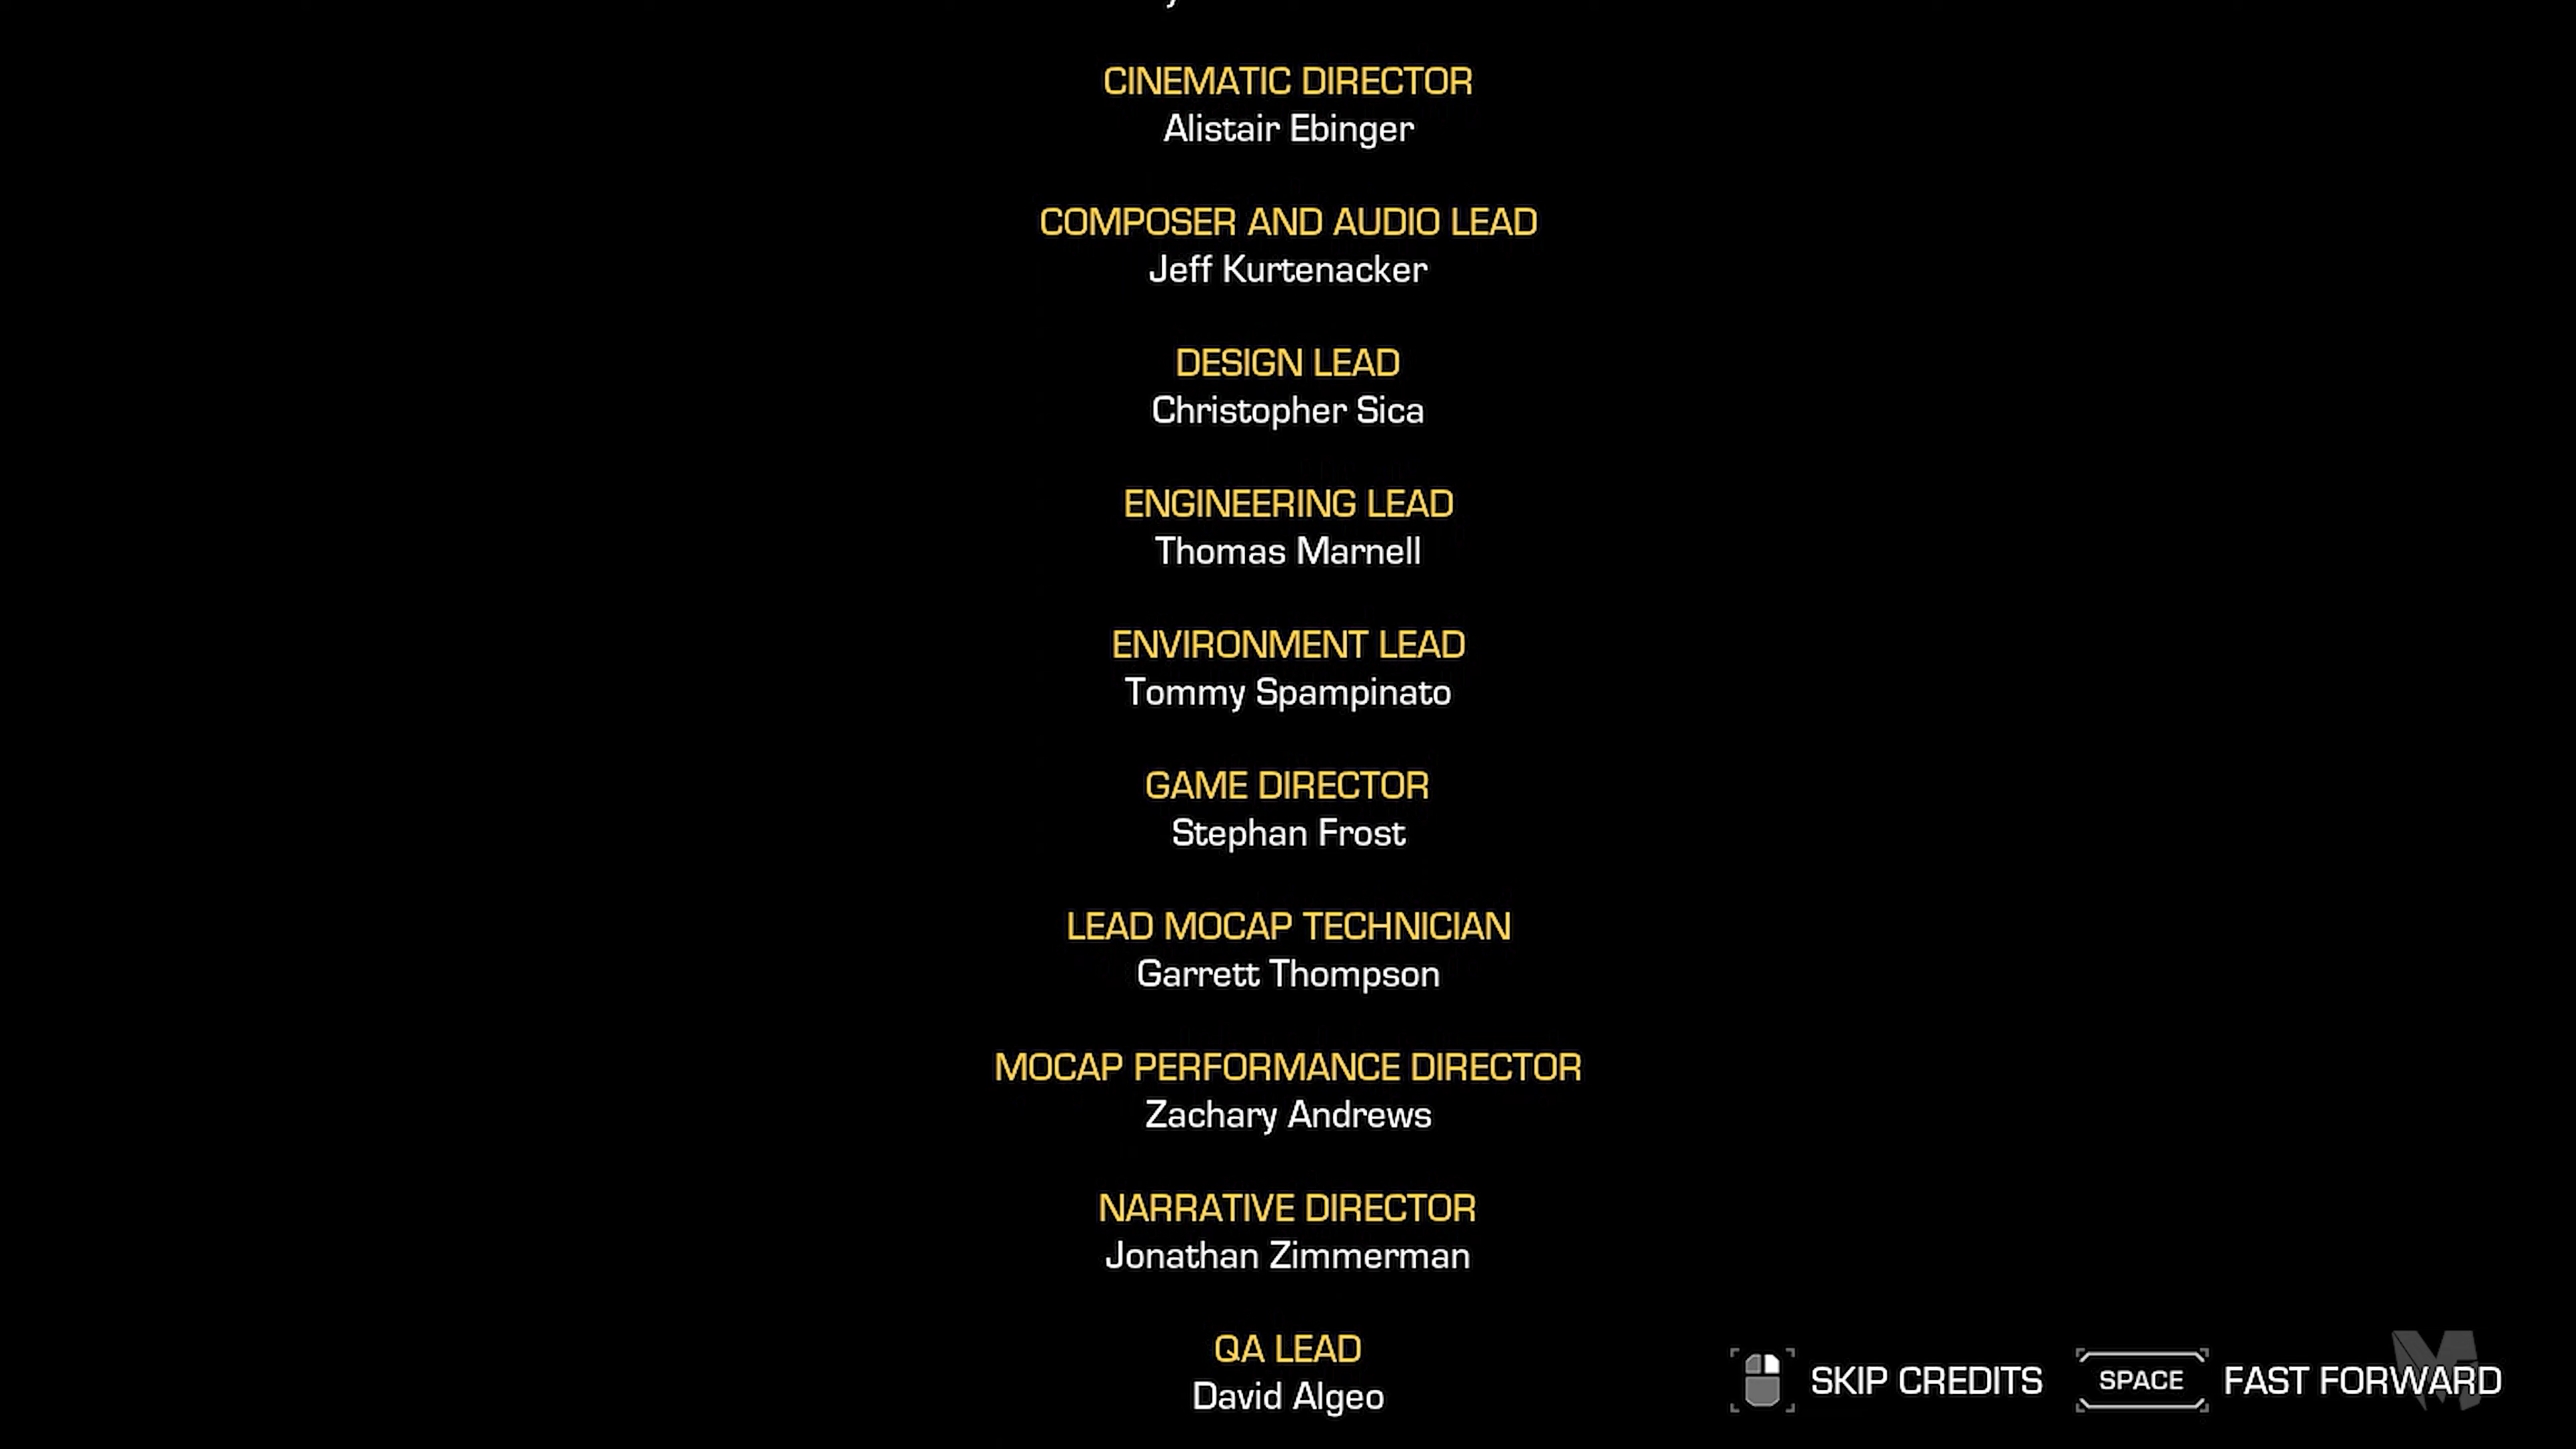 CINEMATIC DIRECTOR
Alistair Ebinger
COMPOSER AND AUDIO LEAD
Jeff Kurtenacker
DESIGN LEAD
Christopher Sica
ENGINEERING LEAD
Thomas Marnell
ENVIRONMENT LEAD
Tommy Spampinato
GAME DIRECTOR
Stephan Frost
LEAD MOCAP TECHNICIAN
Garrett Thompson
MOCAP PERFORMANCE DIRECTOR
Zachary Andrews
NARRATIVE DIRECTOR
Jonathan Zimmerman
QA LEAD
David Algeo
SKIP CREDITS
SPACE
FAST FORWARD